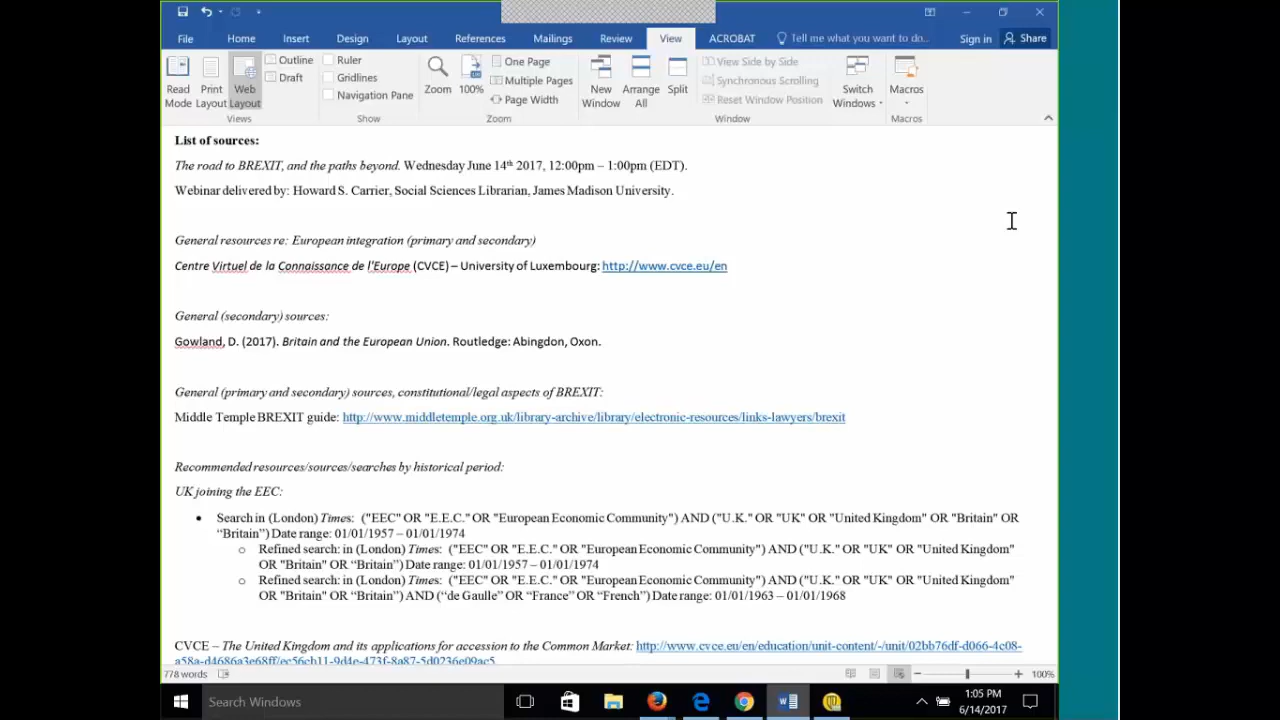 File Home Insert Design Layout References Mailings Review View ACROBAT Tell me what you want to do... Sign in Share
Read Mode
Print Layout
Web Layout
Outline
Draft
Views
Ruler
Gridlines
Navigation Pane
Show
Zoom
100%
One Page
Multiple Pages
Page Width
Zoom
New Window
Arrange All
Split
View Side by Side
Synchronous Scrolling
Reset Window Position
Window
Switch Windows
Macros
Macros
List of sources:
The road to BREXIT, and the paths beyond. Wednesday June 14th 2017, 12:00pm – 1:00pm (EDT).
Webinar delivered by: Howard S. Carrier, Social Sciences Librarian, James Madison University.
General resources re: European integration (primary and secondary)
Centre Virtuel de la Connaissance de l'Europe (CVCE) – University of Luxembourg: http://www.cvce.eu/en
General (secondary) sources:
Gowland, D. (2017). Britain and the European Union. Routledge: Abingdon, Oxon.
General (primary and secondary) sources, constitutional/legal aspects of BREXIT:
Middle Temple BREXIT guide: http://www.middletemple.org.uk/library-archive/library/electronic-resources/links-lawyers/brexit
Recommended resources/sources/searches by historical period:
UK joining the EEC:
• Search in (London) Times: ("EEC" OR "E.E.C." OR "European Economic Community") AND ("U.K." OR "UK" OR "United Kingdom" OR "Britain" OR
“Britain”) Date range: 01/01/1957 – 01/01/1974
o Refined search: in (London) Times: ("EEC" OR "E.E.C." OR "European Economic Community") AND ("U.K." OR "UK" OR "United Kingdom"
OR "Britain" OR “Britain”) Date range: 01/01/1957 – 01/01/1974
o Refined search: in (London) Times: ("EEC" OR "E.E.C." OR "European Economic Community") AND ("U.K." OR "UK" OR "United Kingdom"
OR "Britain" OR “Britain”) AND (“de Gaulle” OR “France” OR “French”) Date range: 01/01/1963 – 01/01/1968
CVCE – The United Kingdom and its applications for accession to the Common Market: http://www.cvce.eu/en/education/unit-content/-/unit/02bb76df-d066-4c08-
a58a-d4686a3e68ff/ec56cb11-9d4e-473f-8a87-5d0236e09ac5
778 words
100%
Search Windows
1:05 PM
6/14/2017